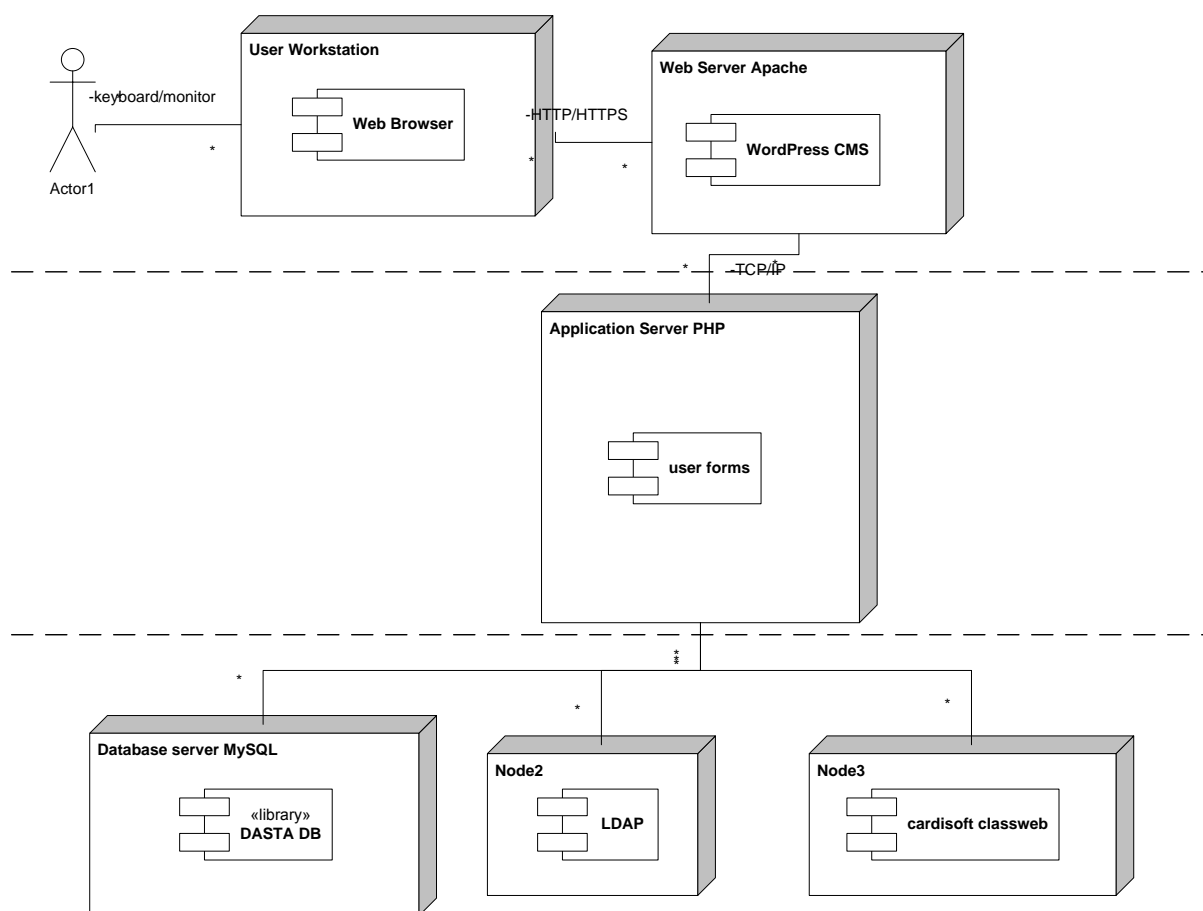 User Workstation
Web Server Apache
-keyboard/monitor
*
Web Browser
-HTTP/HTTPS
WordPress CMS
*
*
*
Actor1
*
-TCP/IP
*
Application Server PHP
user forms
*
*
*
*
*
*
Database server MySQL
Node2
Node3
«library»
DASTA DB
LDAP
cardisoft classweb